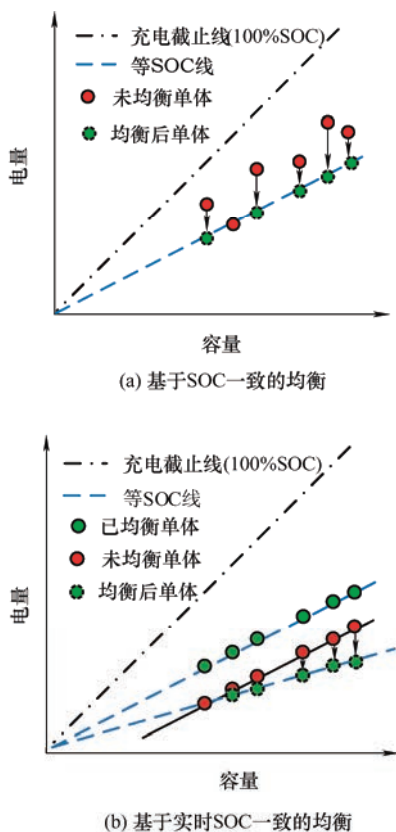 充电截止线(100%SOC)
等SOC线
未均衡单体
均衡后单体
电量
容量
(a) 基于SOC一致的均衡
充电截止线(100%SOC)
等SOC线
已均衡单体
未均衡单体
均衡后单体
电量
容量
(b) 基于实时SOC一致的均衡